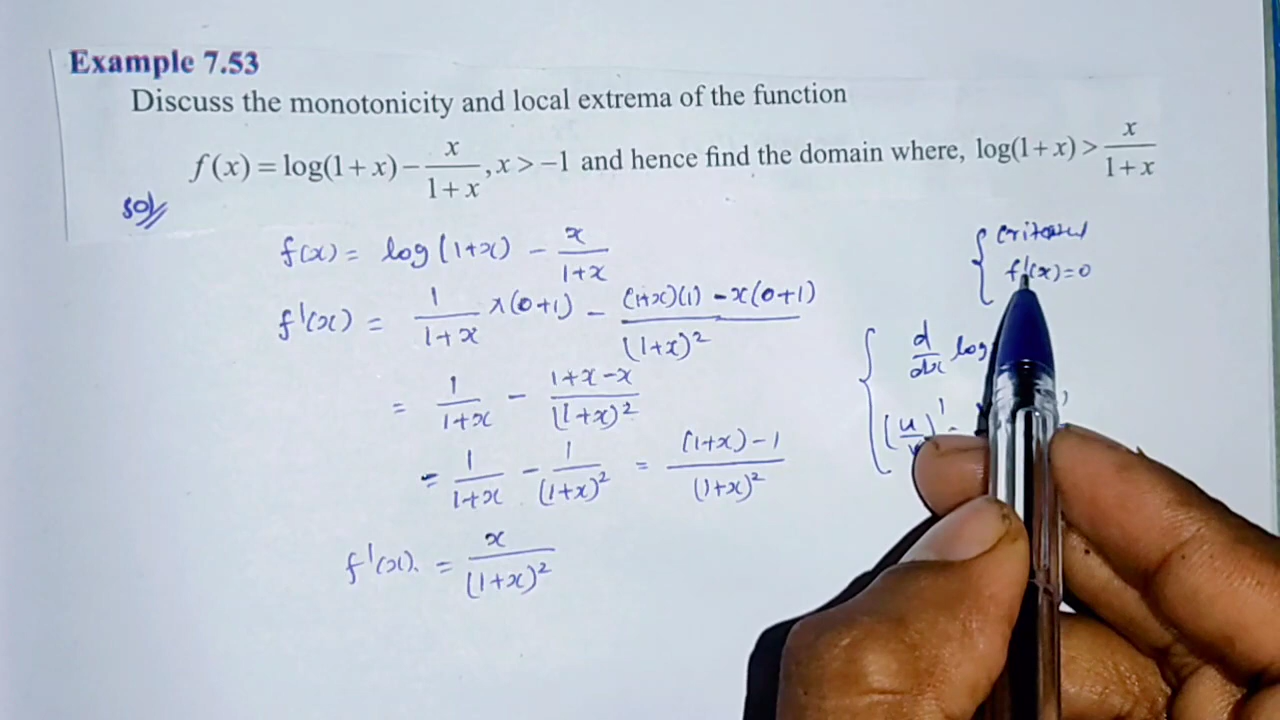 Example 7.53
Discuss the monotonicity and local extrema of the function
f(x) = log(1+x) − x/(1+x), x > −1 and hence find the domain where, log(1+x) > x/(1+x)
sol
f(x) = log(1+x) − x/(1+x)
f'(x) = 1/(1+x) × (0+1) − ((1+x)(1) − x(0+1))/(1+x)²
= 1/(1+x) − (1+x−x)/(1+x)²
= 1/(1+x) − 1/(1+x)² = ((1+x)−1)/(1+x)²
f'(x) = x/(1+x)²
f'(x)=0
d/dx log